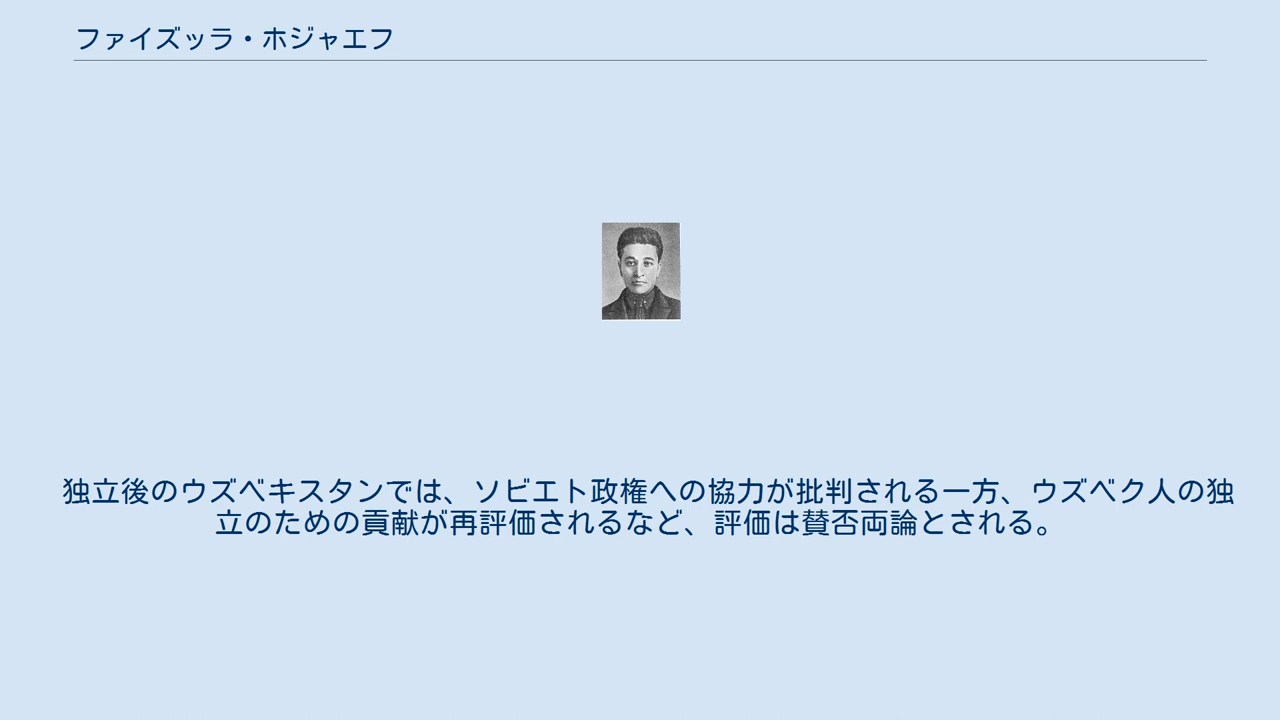 ファイズッラ・ホジャエフ
独立後のウズベキスタンでは、ソビエト政権への協力が批判される一方、ウズベク人の独
立のための貢献が再評価されるなど、評価は賛否両論とされる。